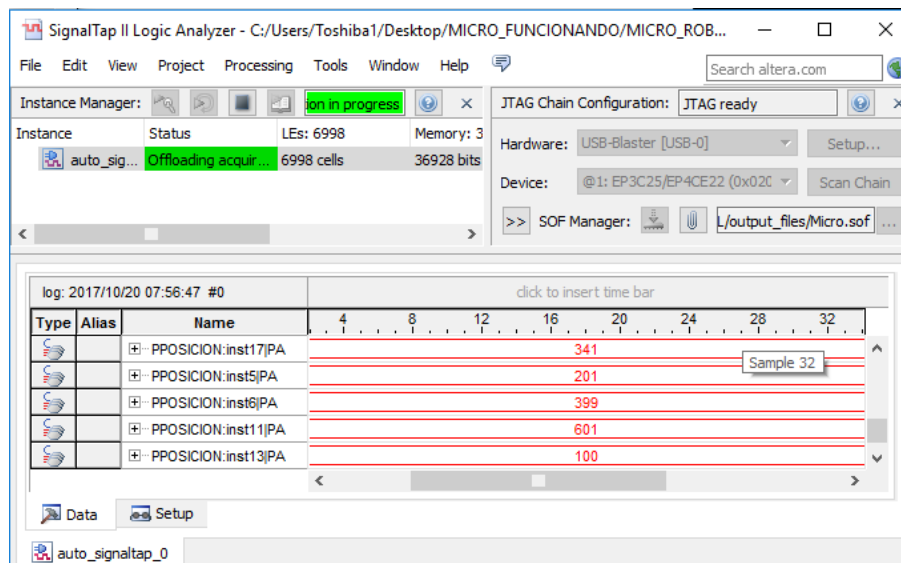 SignalTap II Logic Analyzer - C:/Users/Toshiba1/Desktop/MICRO_FUNCIONANDO/MICRO_ROB...
File Edit View Project Processing Tools Window Help
Search altera.com
Instance Manager: ion in progress
Instance Status LEs: 6998 Memory: 3
auto_sig... Offloading acquir... 6998 cells 36928 bits
JTAG Chain Configuration: JTAG ready
Hardware: USB-Blaster [USB-0] Setup...
Device: @1: EP3C25/EP4CE22 (0x020 Scan Chain
>> SOF Manager: L/output_files/Micro.sof ...
log: 2017/10/20 07:56:47 #0 click to insert time bar
Type Alias Name 4 8 12 16 20 24 28 32
PPOSICION:inst17|PA 341
Sample 32
PPOSICION:inst5|PA 201
PPOSICION:inst6|PA 399
PPOSICION:inst11|PA 601
PPOSICION:inst13|PA 100
Data Setup
auto_signaltap_0